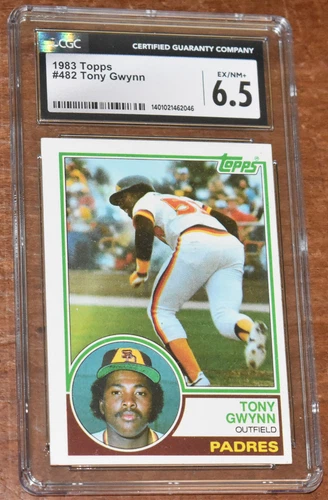 CGC
CERTIFIED GUARANTY COMPANY
1983 Topps
#482 Tony Gwynn
EX/NM+
6.5
1401021462046
Topps
TONY
GWYNN
OUTFIELD
PADRES